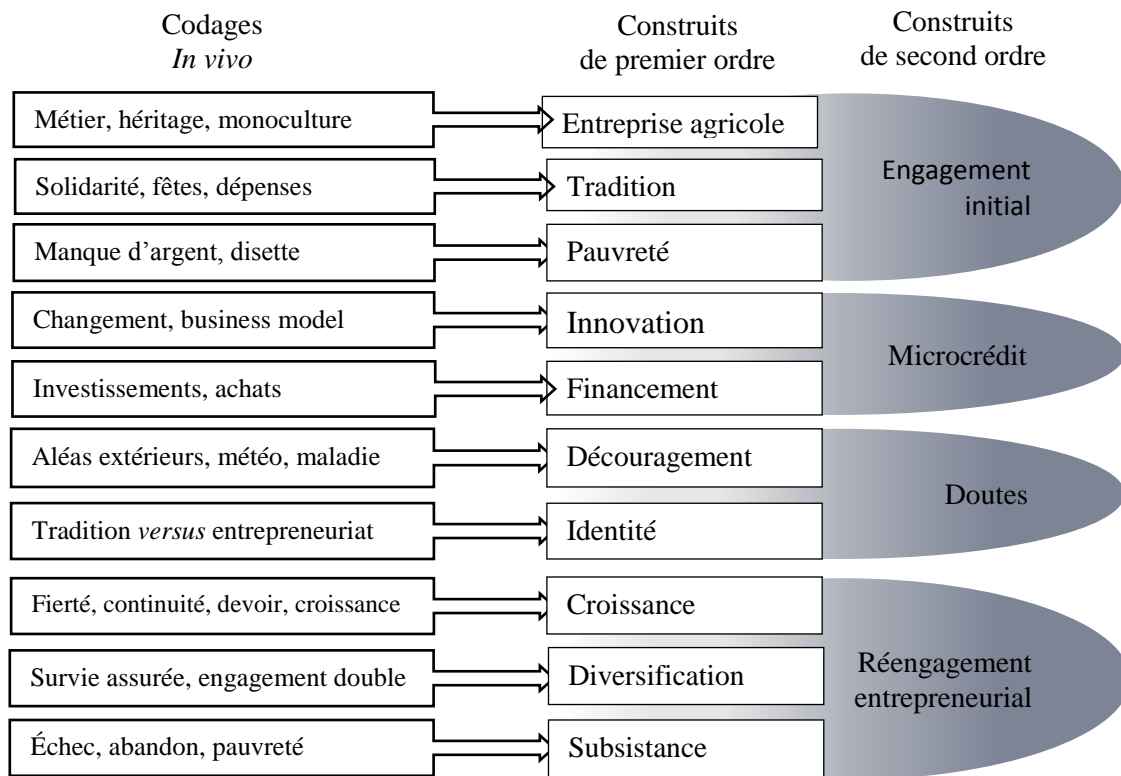 Codages
In vivo
Construits
de premier ordre
Construits
de second ordre
Métier, héritage, monoculture
Entreprise agricole
Solidarité, fêtes, dépenses
Tradition
Engagement
initial
Manque d'argent, disette
Pauvreté
Changement, business model
Innovation
Microcrédit
Investissements, achats
Financement
Aléas extérieurs, météo, maladie
Découragement
Doutes
Tradition versus entrepreneuriat
Identité
Fierté, continuité, devoir, croissance
Croissance
Survie assurée, engagement double
Diversification
Réengagement
entrepreneurial
Échec, abandon, pauvreté
Subsistance